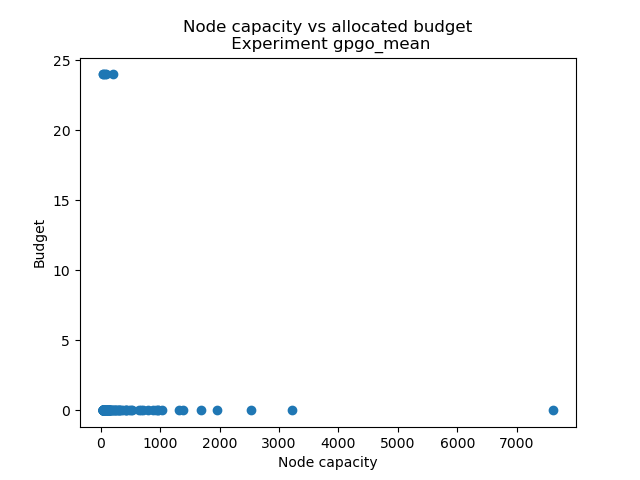 Node capacity vs allocated budget
Experiment gpgo_mean
25
20
15
10
5
0
Budget
0 1000 2000 3000 4000 5000 6000 7000
Node capacity